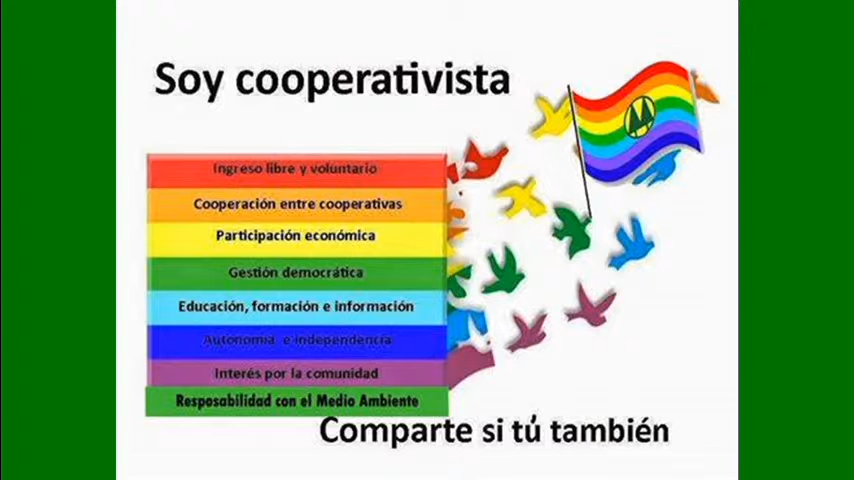 Soy cooperativista
Ingreso libre y voluntario
Cooperación entre cooperativas
Participación económica
Gestión democrática
Educación, formación e información
Autonomía e independencia
Interés por la comunidad
Resposabilidad con el Medio Ambiente
Comparte si tú también